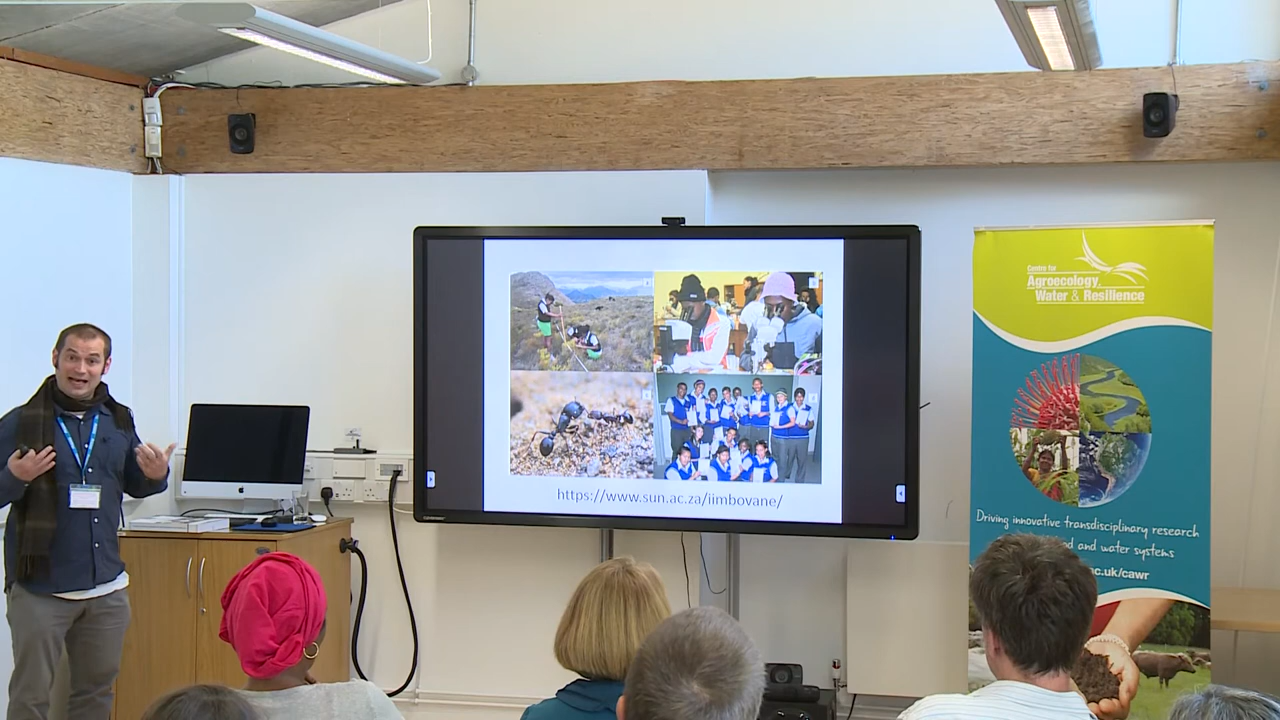 https://www.sun.ac.za/iimbovane/
Centre for
Agroecology,
Water & Resilience
Driving innovative transdisciplinary research
od and water systems
ac.uk/cawr